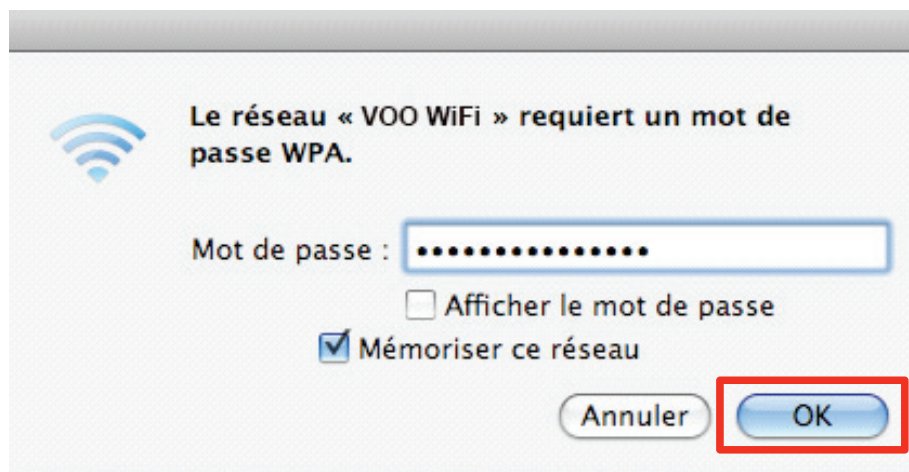 Le réseau « VOO WiFi » requiert un mot de
passe WPA.
Mot de passe : •••••••••••••••
Afficher le mot de passe
Mémoriser ce réseau
Annuler OK